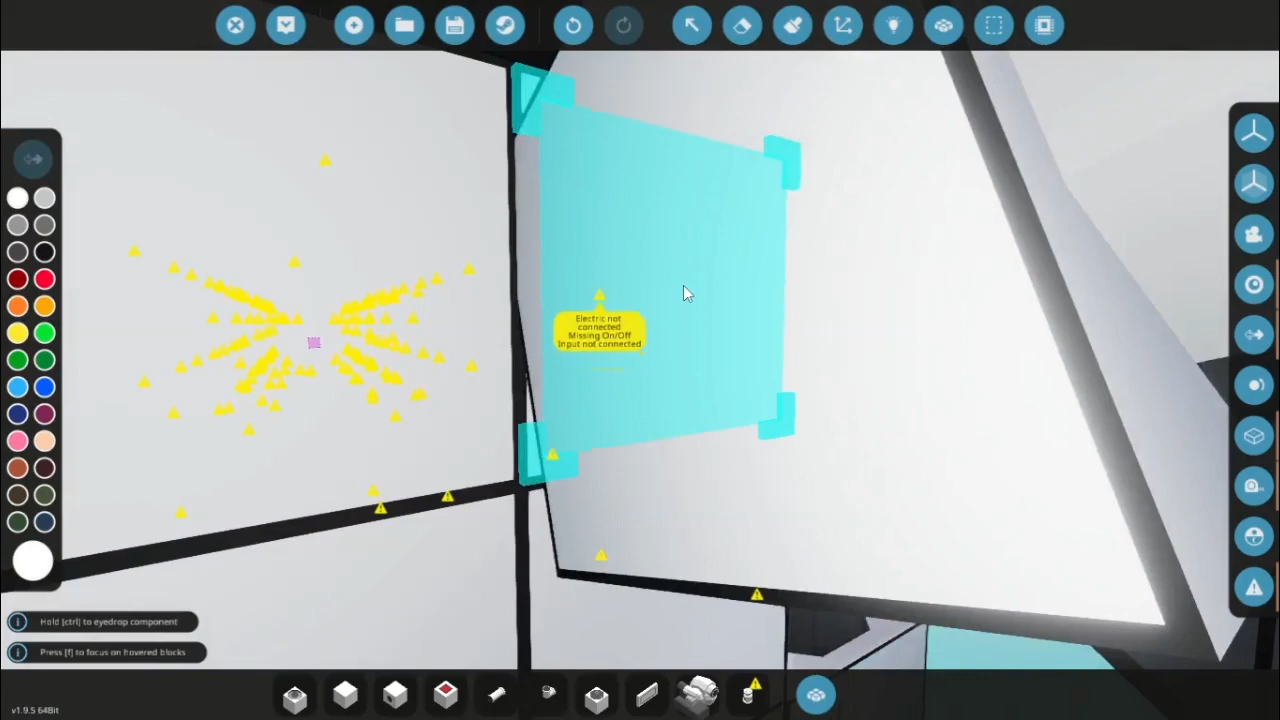 Electric not
connected
Missing On/Off
Input not connected
Hold [ctrl] to eyedrop component
Press [f] to focus on hovered blocks
v1.9.5 64Bit